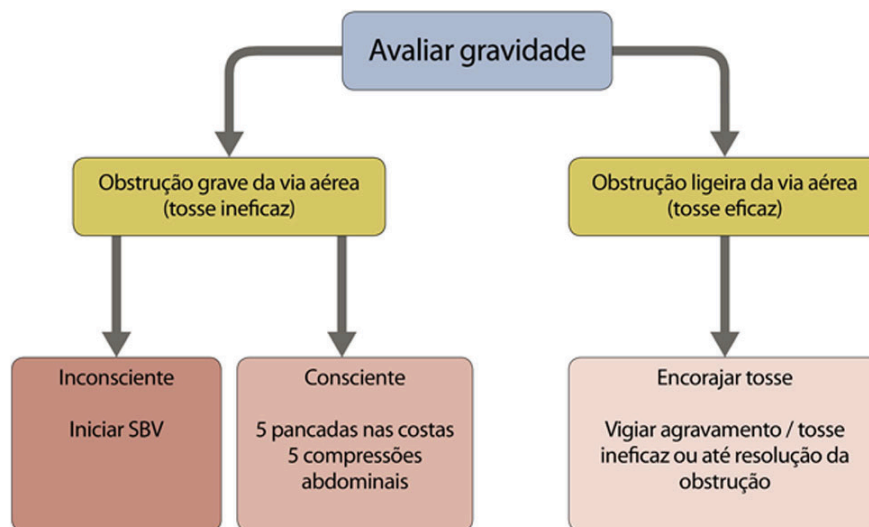 Avaliar gravidade
Obstrução grave da via aérea
(tosse ineficaz)
Obstrução ligeira da via aérea
(tosse eficaz)
Inconsciente
Iniciar SBV
Consciente
5 pancadas nas costas
5 compressões
abdominais
Encorajar tosse
Vigiar agravamento / tosse
ineficaz ou até resolução da
obstrução